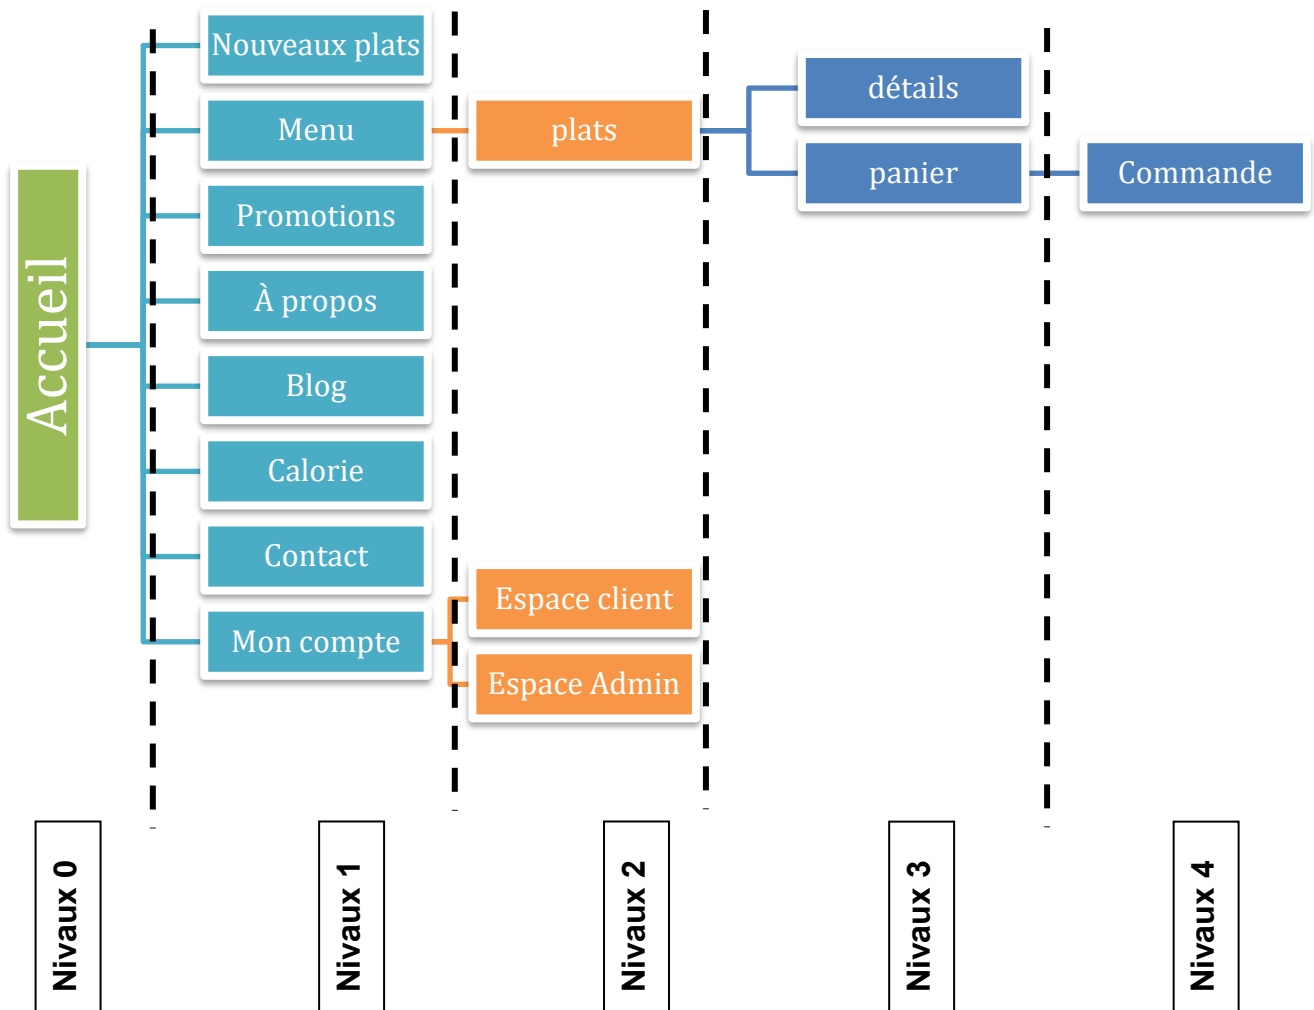 Accueil
Nouveaux plats
Menu
Promotions
À propos
Blog
Calorie
Contact
Mon compte
plats
Espace client
Espace Admin
détails
panier
Commande
Nivaux 0
Nivaux 1
Nivaux 2
Nivaux 3
Nivaux 4